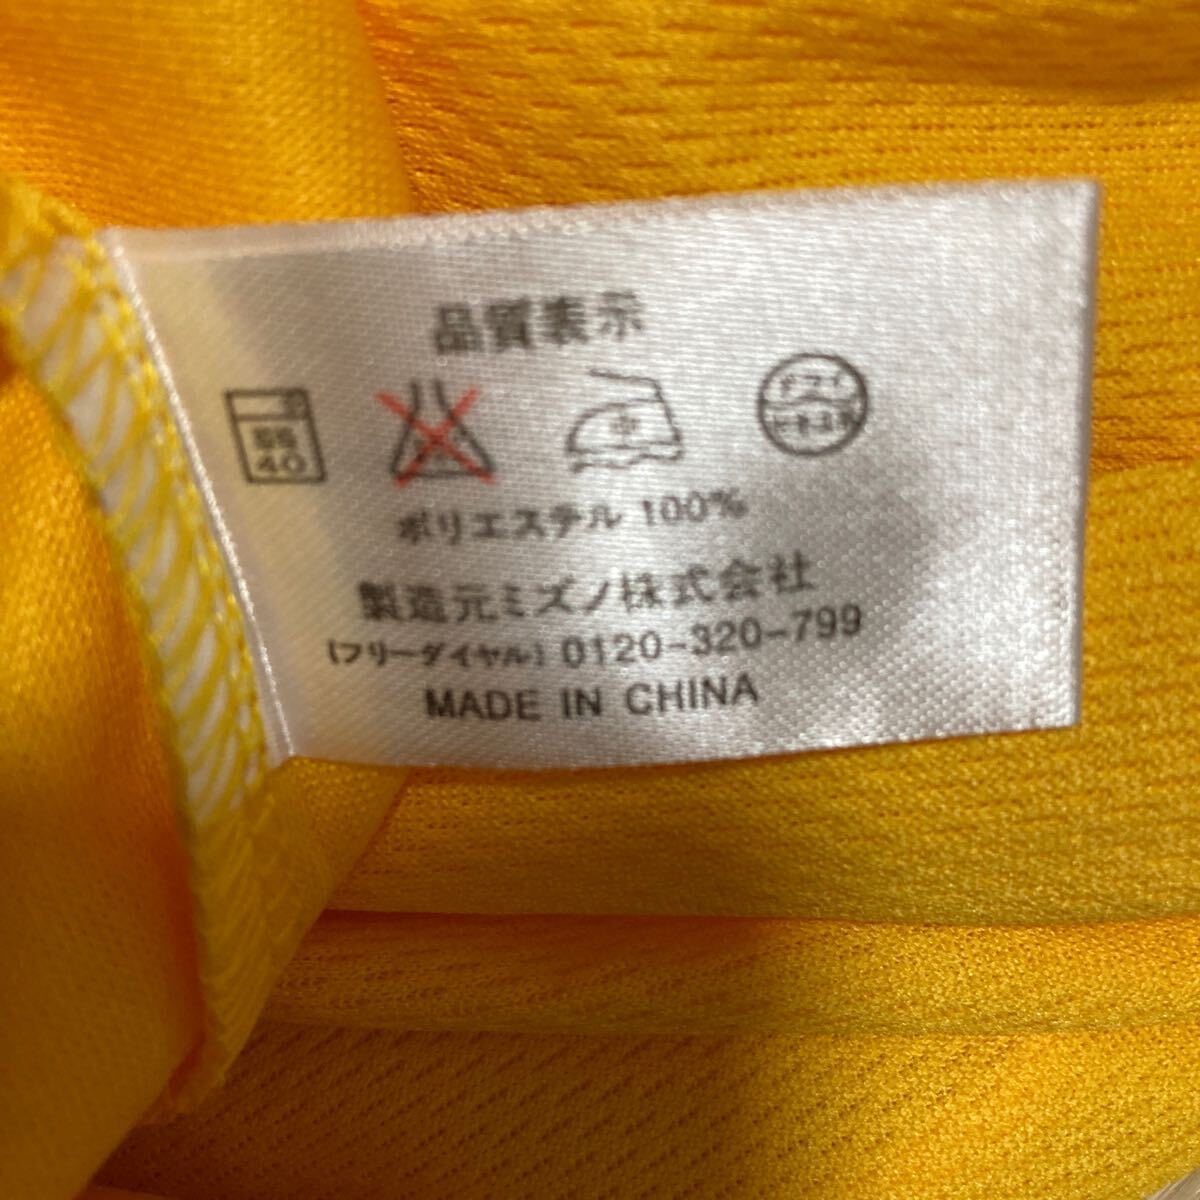 品質表示
40
中
ドライ
ポリエステル 100%
製造元ミズノ株式会社
(フリーダイヤル) 0120-320-799
MADE IN CHINA